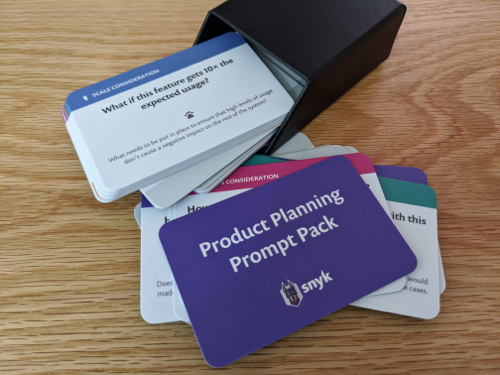 SCALE CONSIDERATION
What if this feature gets 10× the
expected usage?
What needs to be put in place to ensure that high levels of usage
don't cause a negative impact on the rest of the system?
CONSIDERATION
How
with this
Product Planning
Prompt Pack
snyk
Does
mad
would
cases.